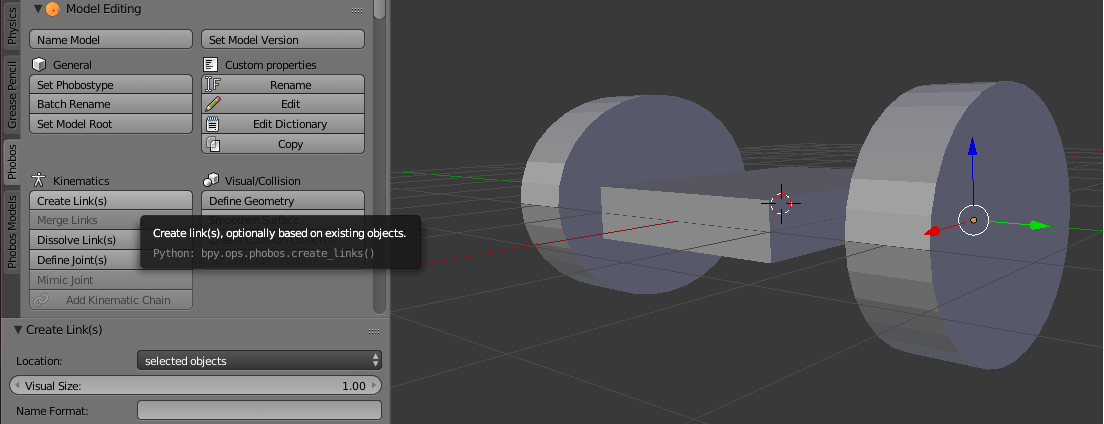 Physics
Grease Pencil
Phobos
Phobos Models
Model Editing
Name Model
Set Model Version
General
Custom properties
Set Phobostype
Rename
Batch Rename
Edit
Set Model Root
Edit Dictionary
Copy
Kinematics
Visual/Collision
Create Link(s)
Define Geometry
Merge Links
Smoothen Surface
Dissolve Link(s)
Define Joint(s)
Mimic Joint
Add Kinematic Chain
Create link(s), optionally based on existing objects.
Python: bpy.ops.phobos.create_links()
Create Link(s)
Location:
selected objects
Visual Size:
1.00
Name Format: